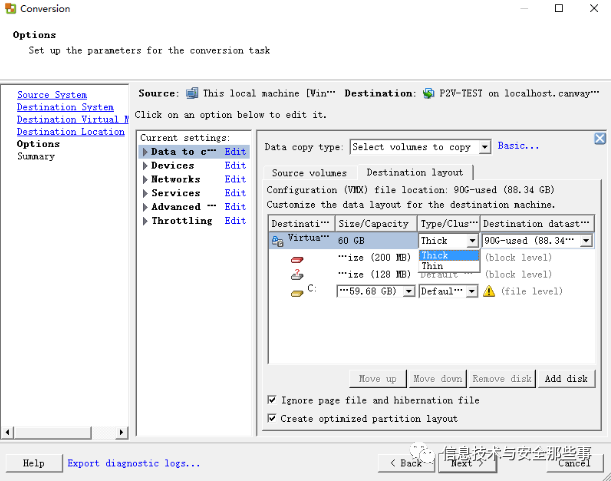 Conversion
Options
Set up the parameters for the conversion task
Source System
Destination System
Destination Virtual M
Destination Location
Options
Summary
Source: This local machine [Win… Destination: P2V-TEST on localhost.canway…
Click on an option below to edit it.
Current settings:
Data to c… Edit
Devices Edit
Networks Edit
Services Edit
Advanced … Edit
Throttling Edit
Data copy type: Select volumes to copy Basic...
Source volumes Destination layout
Configuration (VMX) file location: 90G-used (88.34 GB)
Customize the data layout for the destination machine.
Destinati… Size/Capacity Type/Clus… Destination datast…
Virtua… 60 GB Thick 90G-used (88.34…
Thick
Thin
…ize (200 MB) (block level)
…ize (128 MB) Default … (block level)
C: …59.68 GB) Defaul… (file level)
Move up Move down Remove disk Add disk
Ignore page file and hibernation file
Create optimized partition layout
信息技术与安全那些事
Help Export diagnostic logs... < Back Next > Cancel